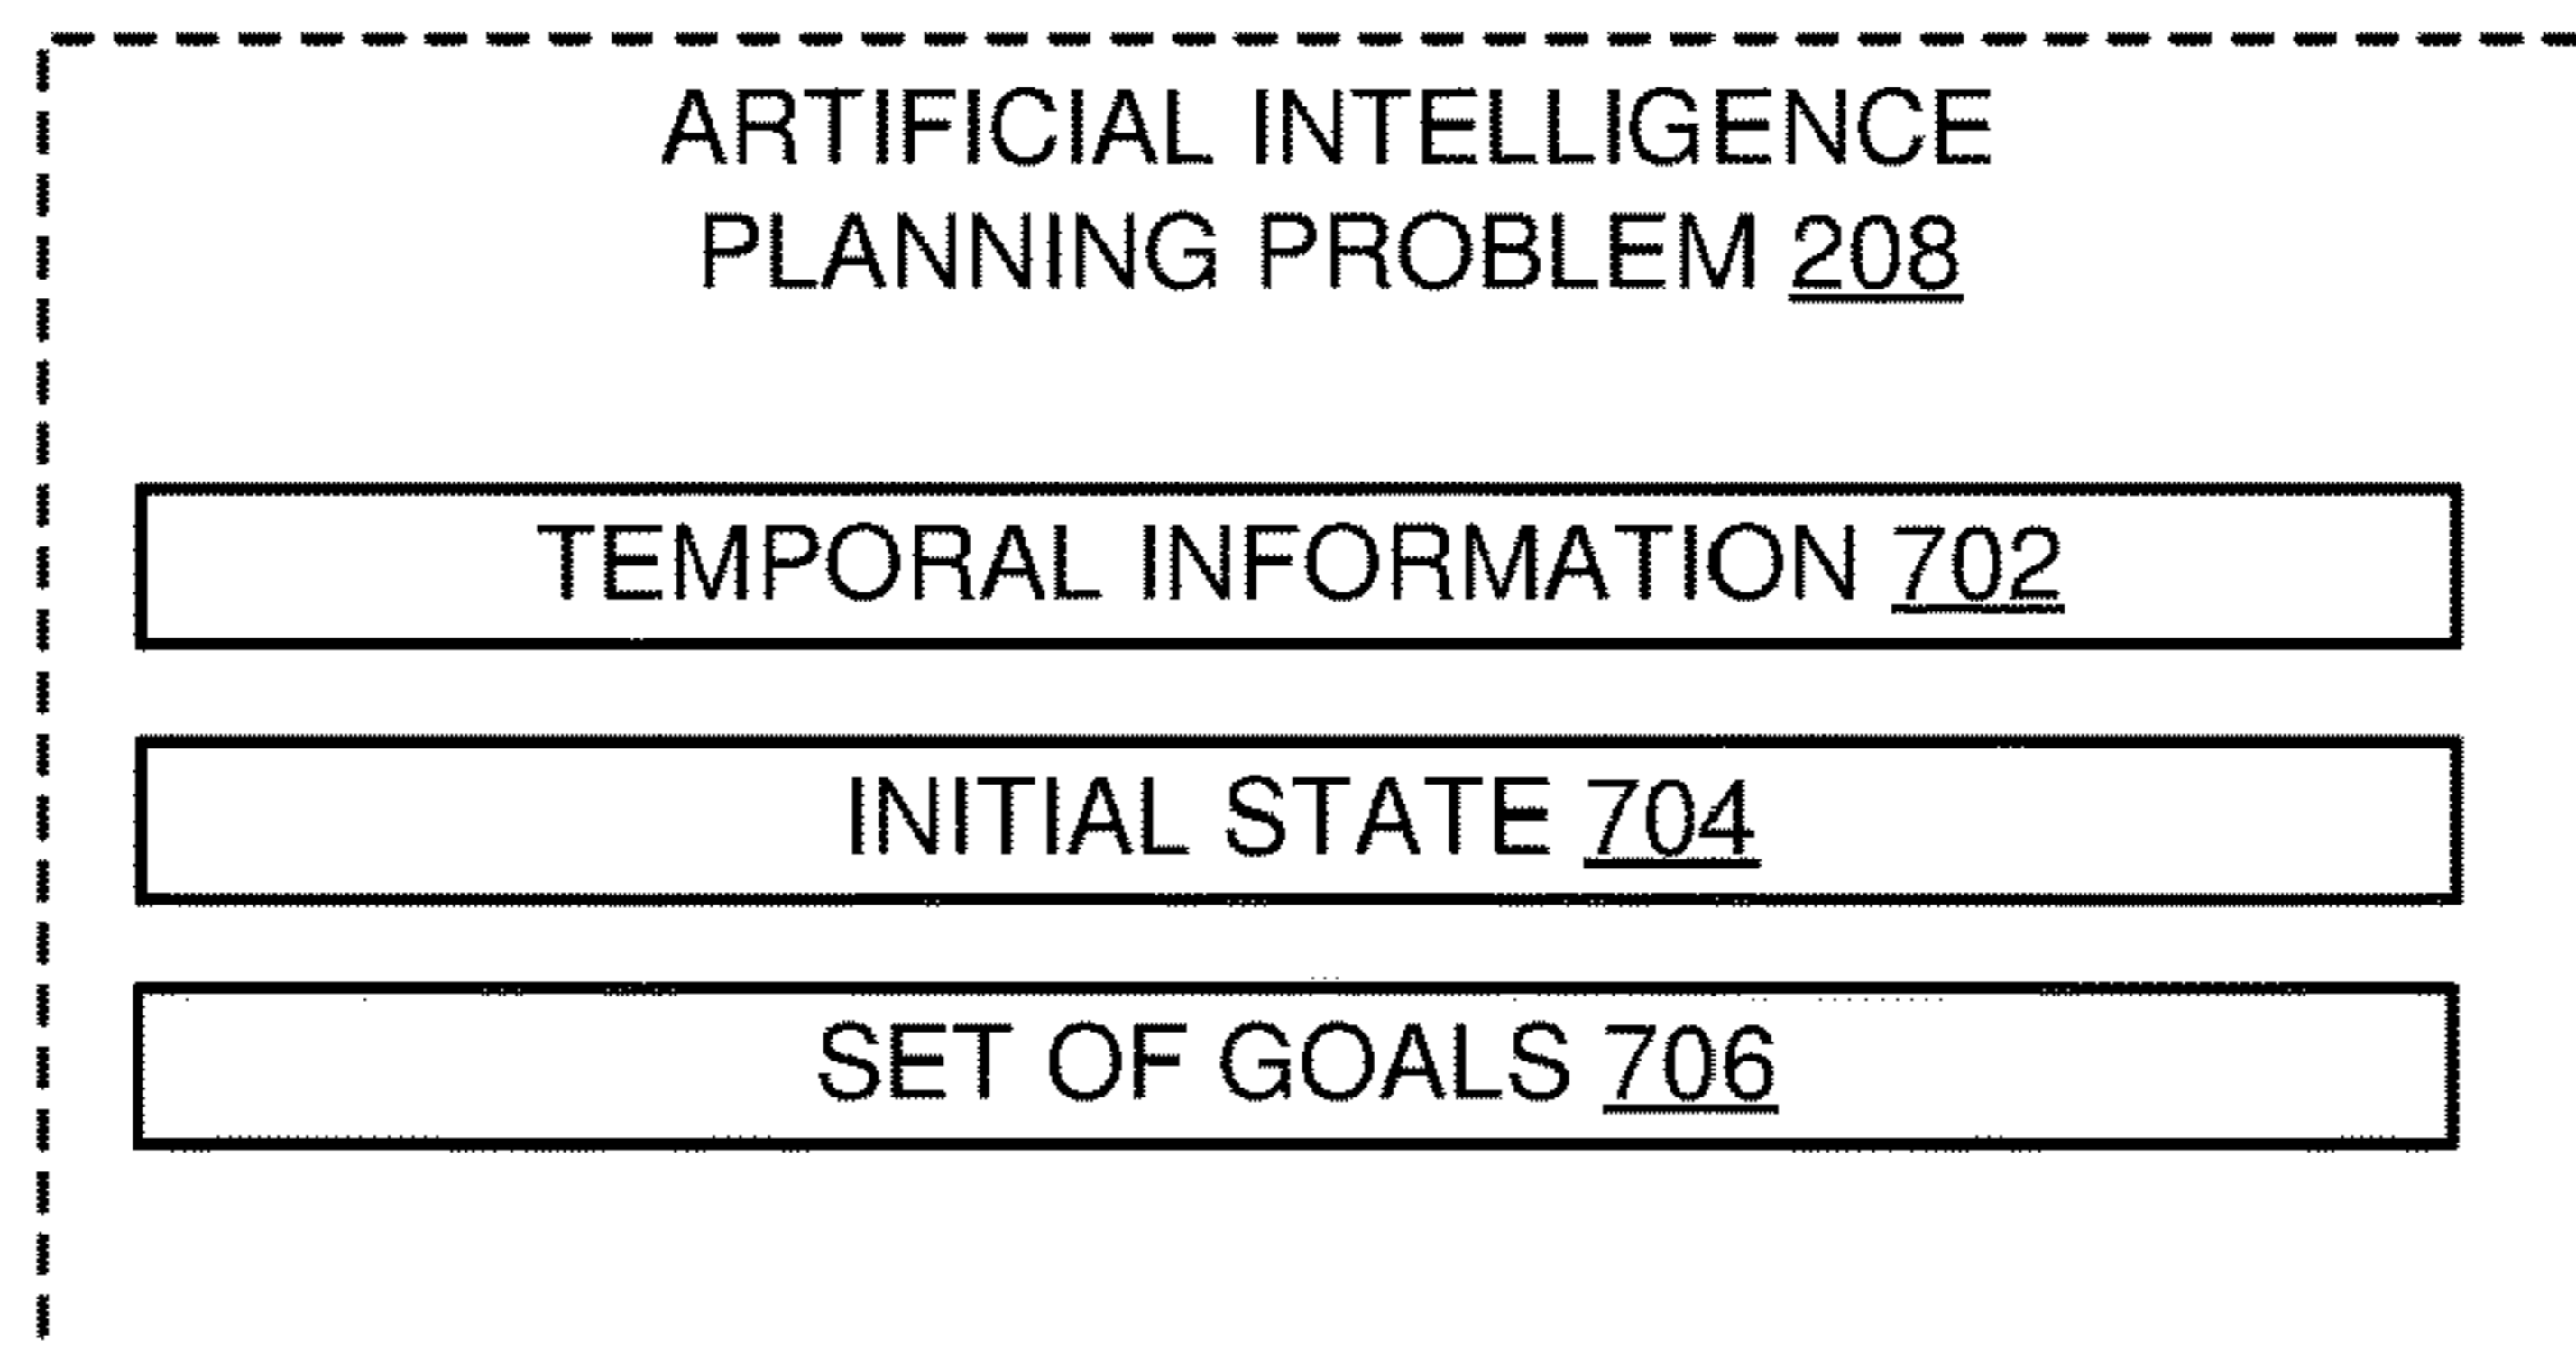 ARTIFICIAL INTELLIGENCE
PLANNING PROBLEM 208
TEMPORAL INFORMATION 702
INITIAL STATE 704
SET OF GOALS 706